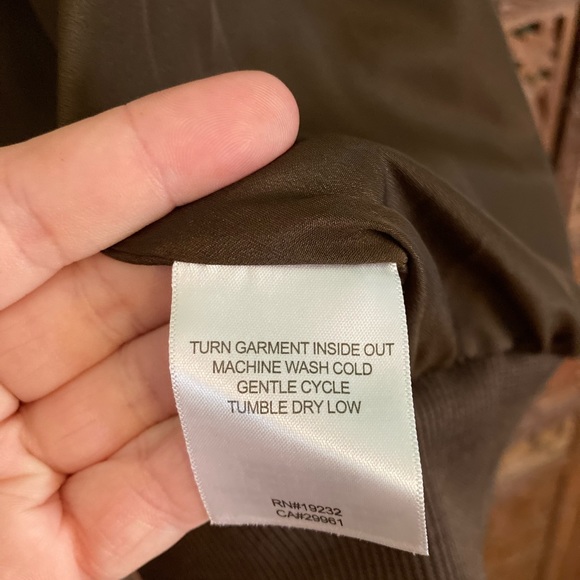 TURN GARMENT INSIDE OUT
MACHINE WASH COLD
GENTLE CYCLE
TUMBLE DRY LOW
RN#19232
CA#29961